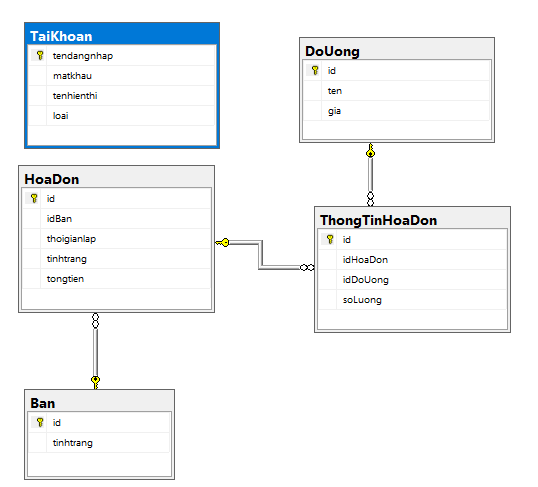 TaiKhoan
tendangnhap
matkhau
tenhienthi
loai
DoUong
id
ten
gia
HoaDon
id
idBan
thoigianlap
tinhtrang
tongtien
ThongTinHoaDon
id
idHoaDon
idDoUong
soLuong
Ban
id
tinhtrang